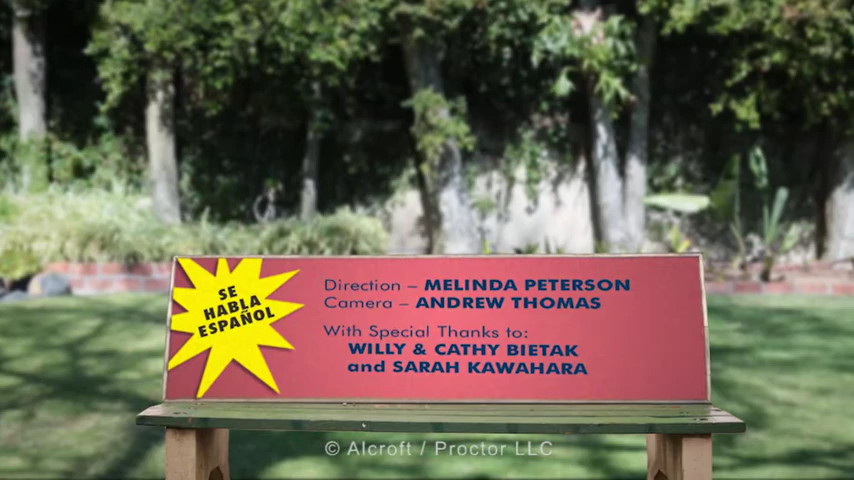 SE
HABLA
ESPAÑOL
Direction – MELINDA PETERSON
Camera – ANDREW THOMAS
With Special Thanks to:
WILLY & CATHY BIETAK
and SARAH KAWAHARA
© Alcroft / Proctor LLC